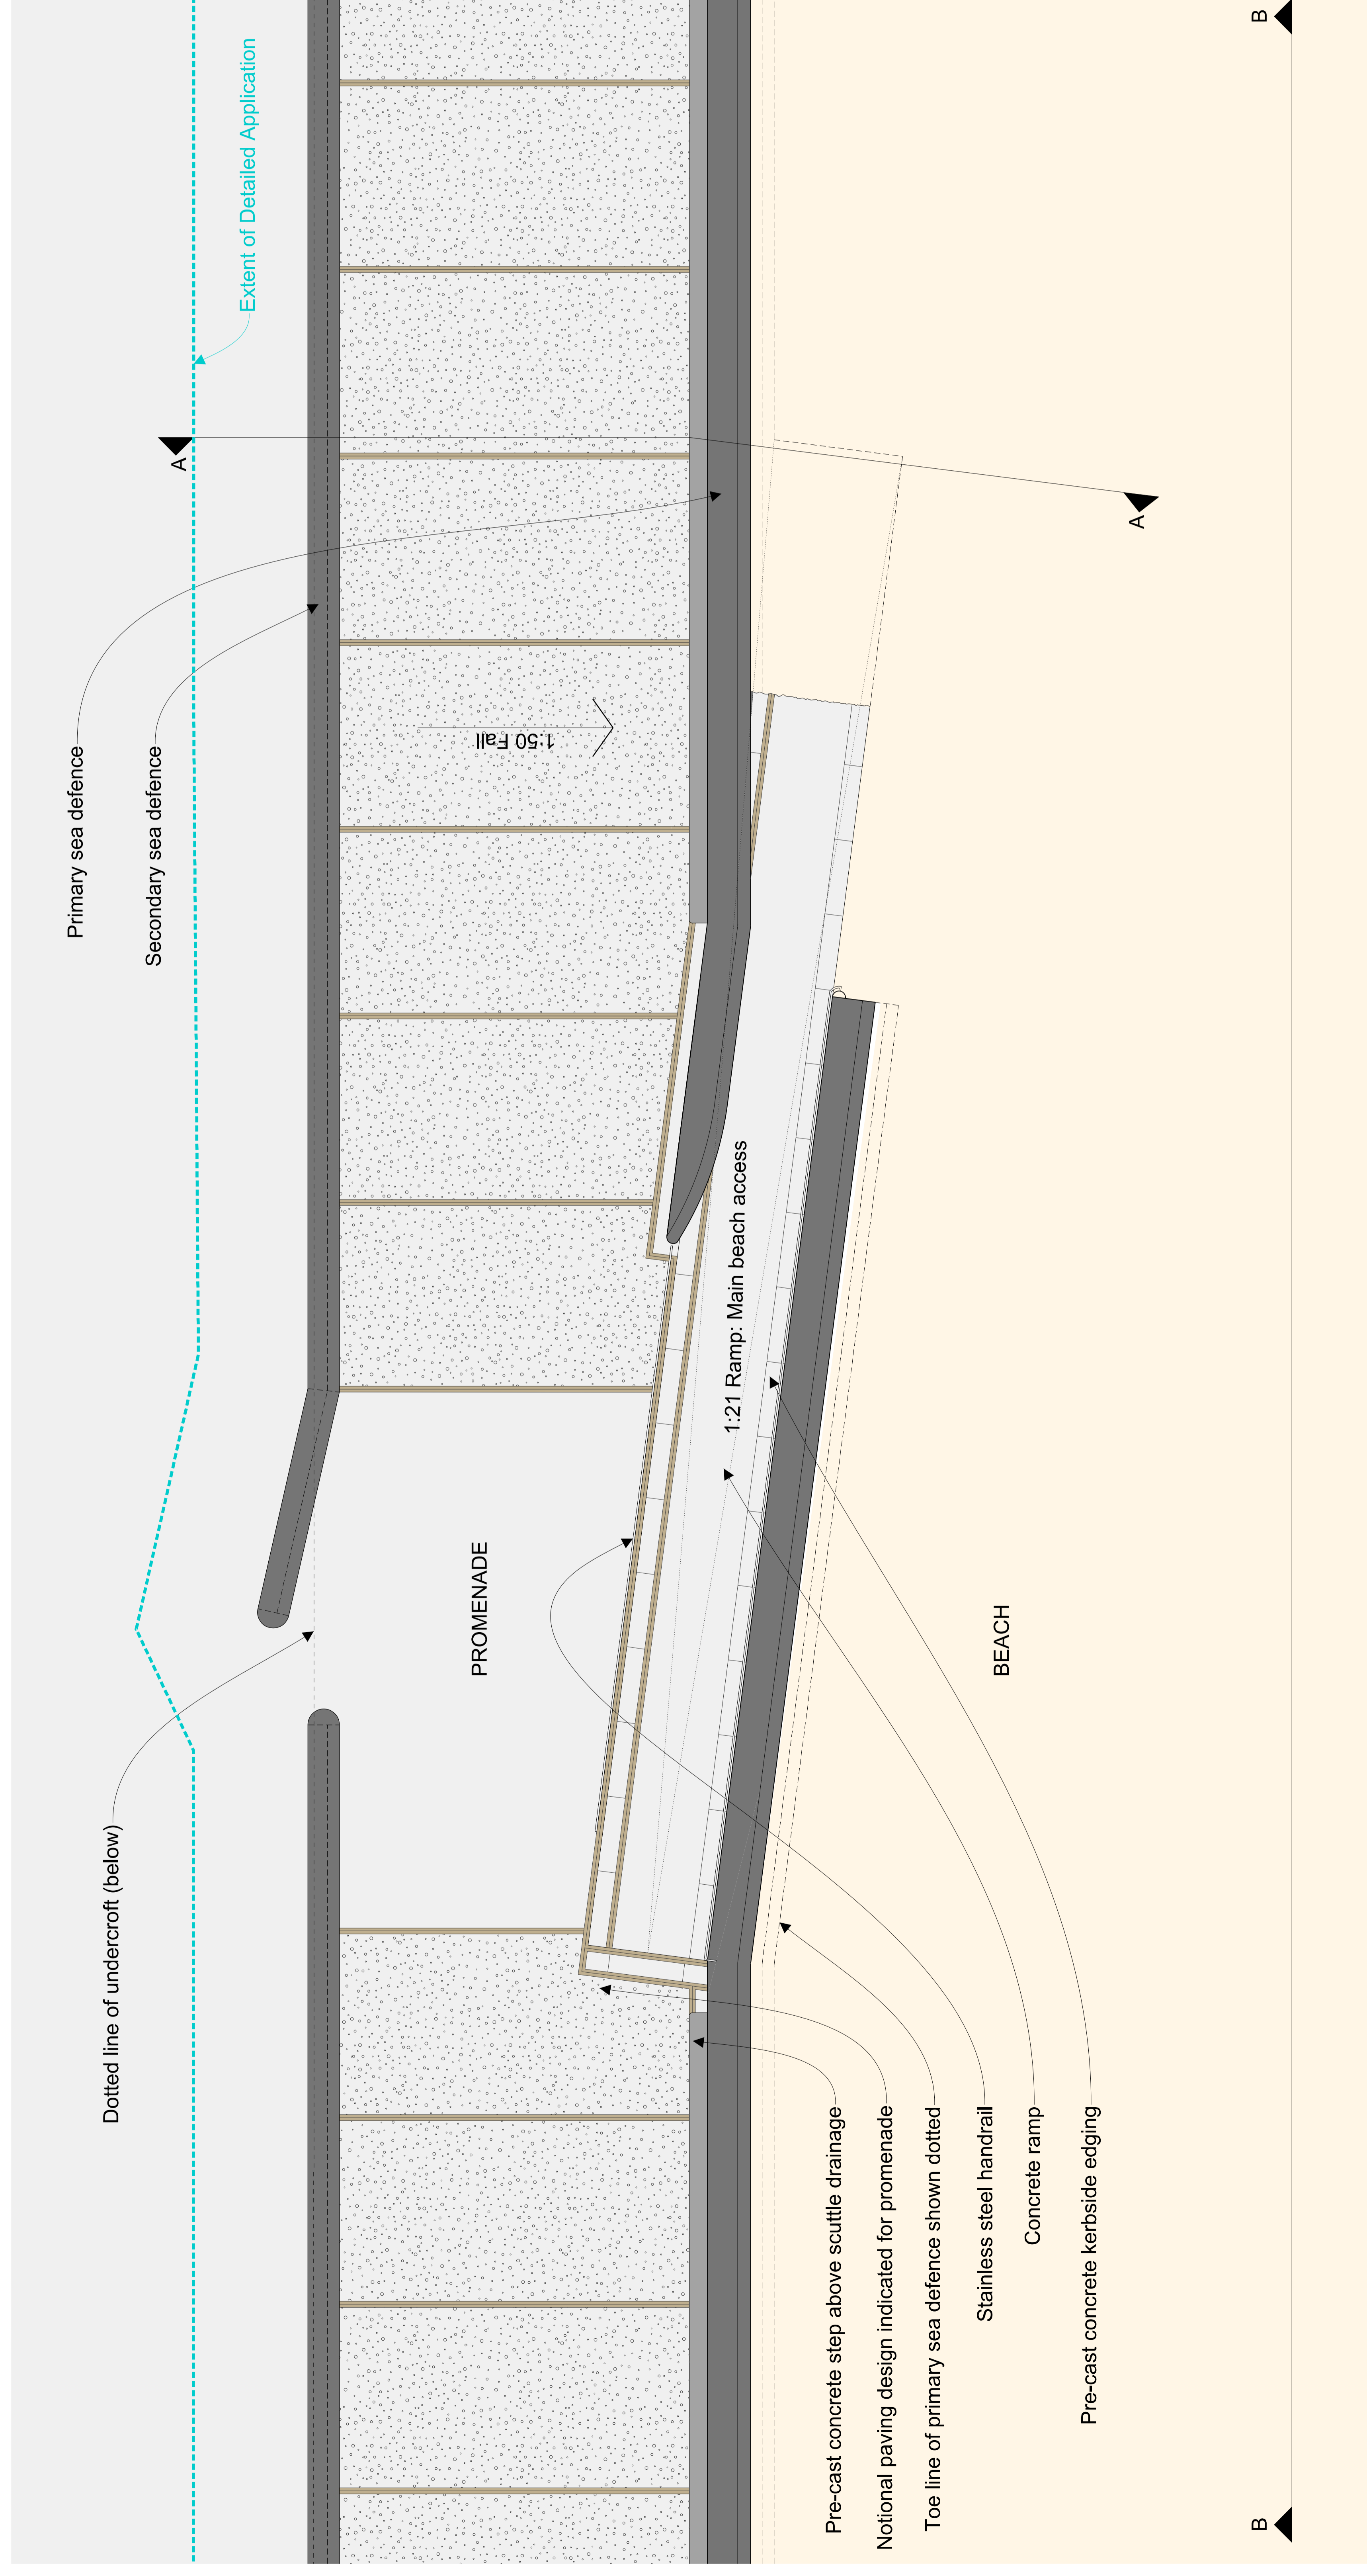 Primary sea defence
Secondary sea defence
Dotted line of undercroft (below)
Extent of Detailed Application
A
A
1:50 Fall
PROMENADE
1:21 Ramp: Main beach access
BEACH
Pre-cast concrete step above scuttle drainage
Notional paving design indicated for promenade
Toe line of primary sea defence shown dotted
Stainless steel handrail
Concrete ramp
Pre-cast concrete kerbside edging
B
B